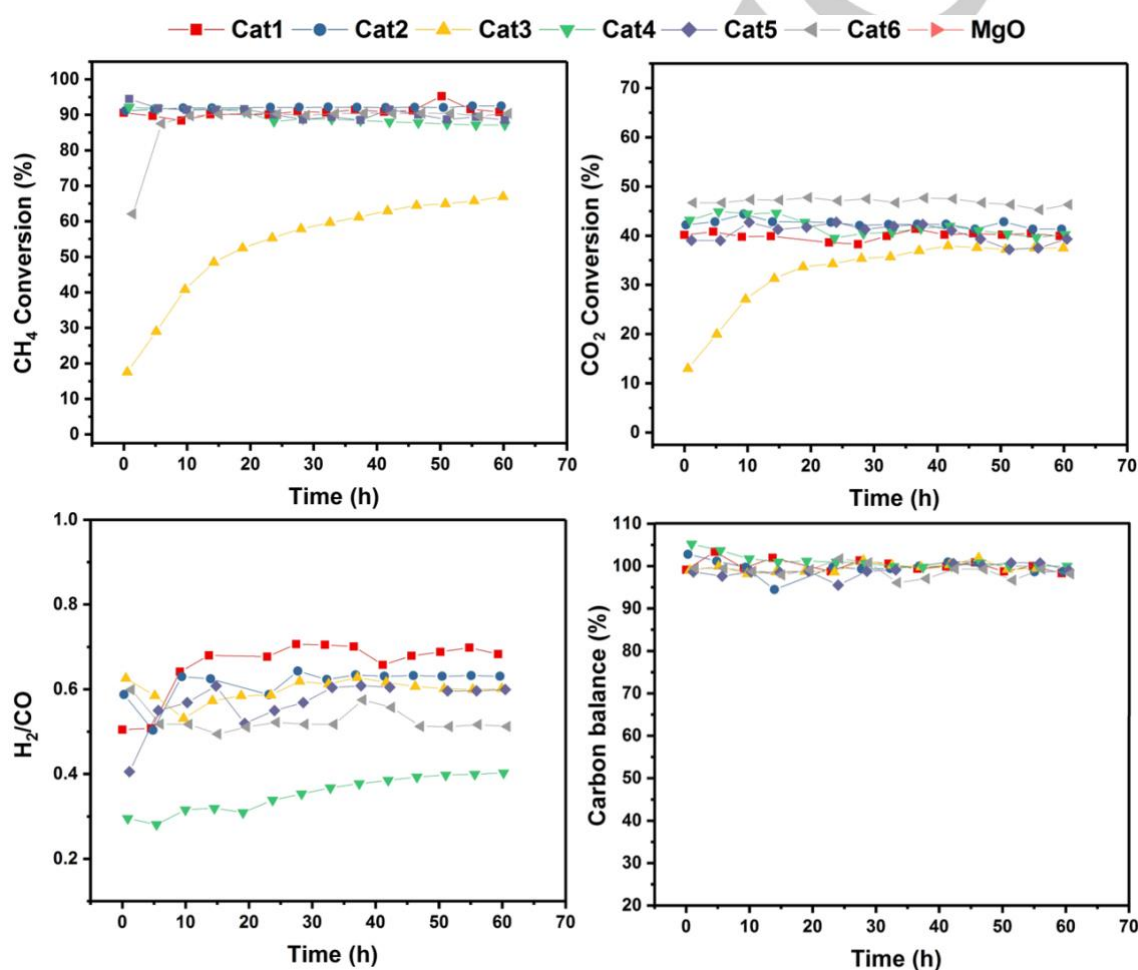 Cat1 Cat2 Cat3 Cat4 Cat5 Cat6 MgO
100
90
80
70
60
50
40
30
20
10
0
CH4 Conversion (%)
0 10 20 30 40 50 60 70
Time (h)
70
60
50
40
30
20
10
0
CO2 Conversion (%)
0 10 20 30 40 50 60 70
Time (h)
1.0
0.8
0.6
0.4
0.2
H2/CO
0 10 20 30 40 50 60 70
Time (h)
110
100
90
80
70
60
50
40
30
20
Carbon balance (%)
0 10 20 30 40 50 60 70
Time (h)